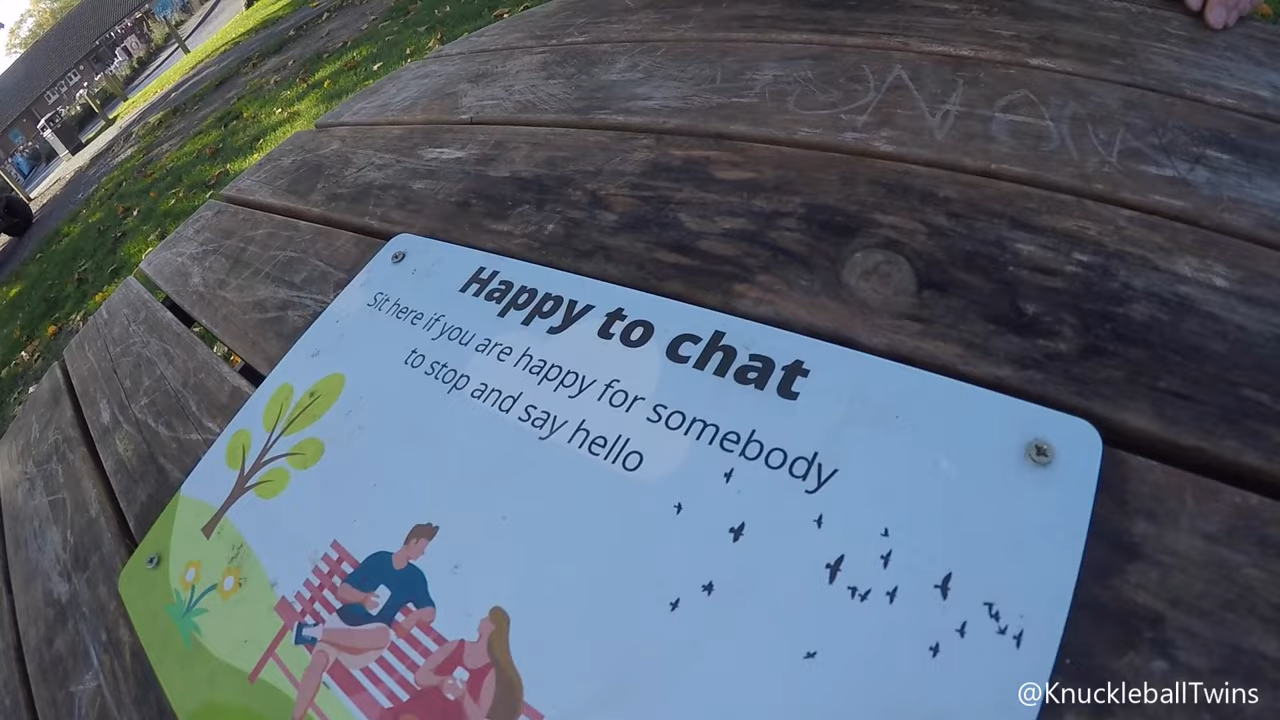 Happy to chat
Sit here if you are happy for somebody
to stop and say hello
@KnuckleballTwins